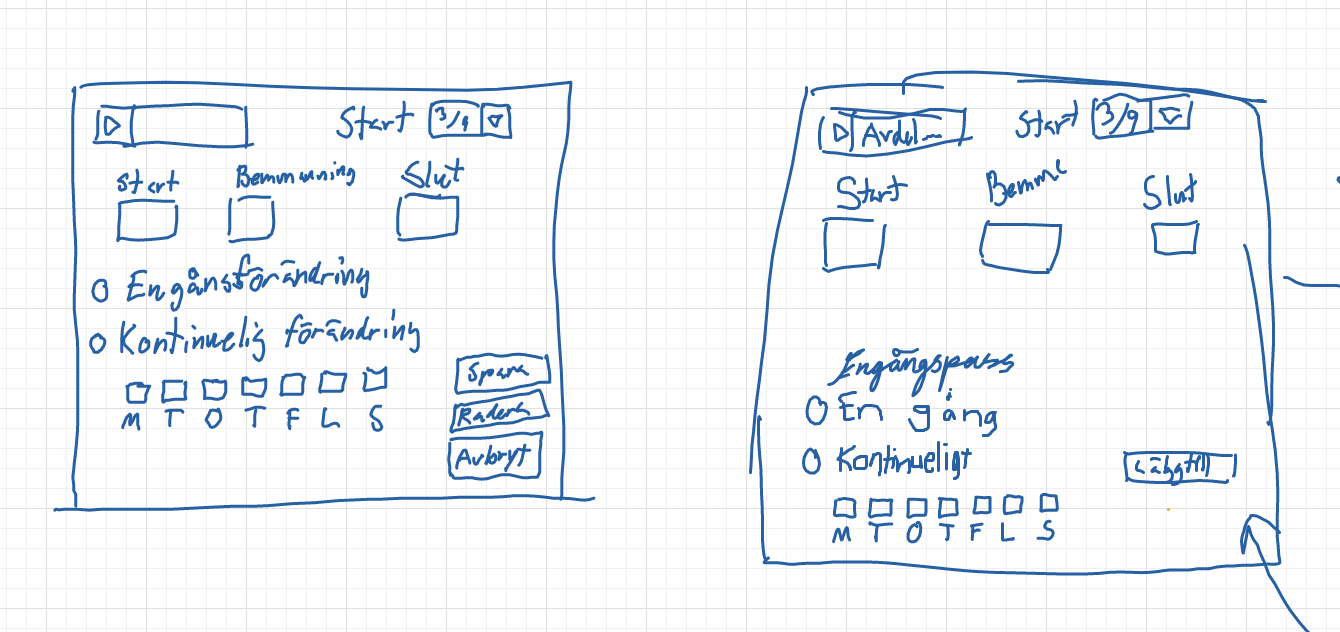 Start 3/9
Start Bemmanning Slut
Engånsförändring
Kontinuelig förändring
Spara
M T O T F L S
Radera
Avbryt
Avdel... Start 3/9
Start Bemma Slut
Engångspass
En gång
Kontinueligt
Lägg till
M T O T F L S